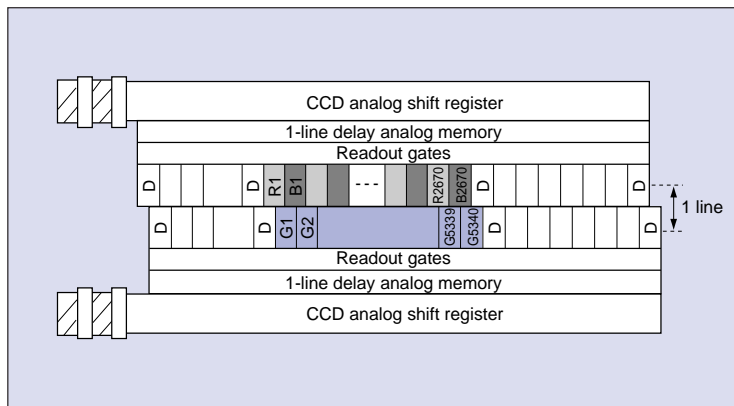 CCD analog shift register
1-line delay analog memory
Readout gates
D D R1 B1 --- R2670 B2670 D D
1 line
D D G1 G2 G5339 G5340 D D
Readout gates
1-line delay analog memory
CCD analog shift register